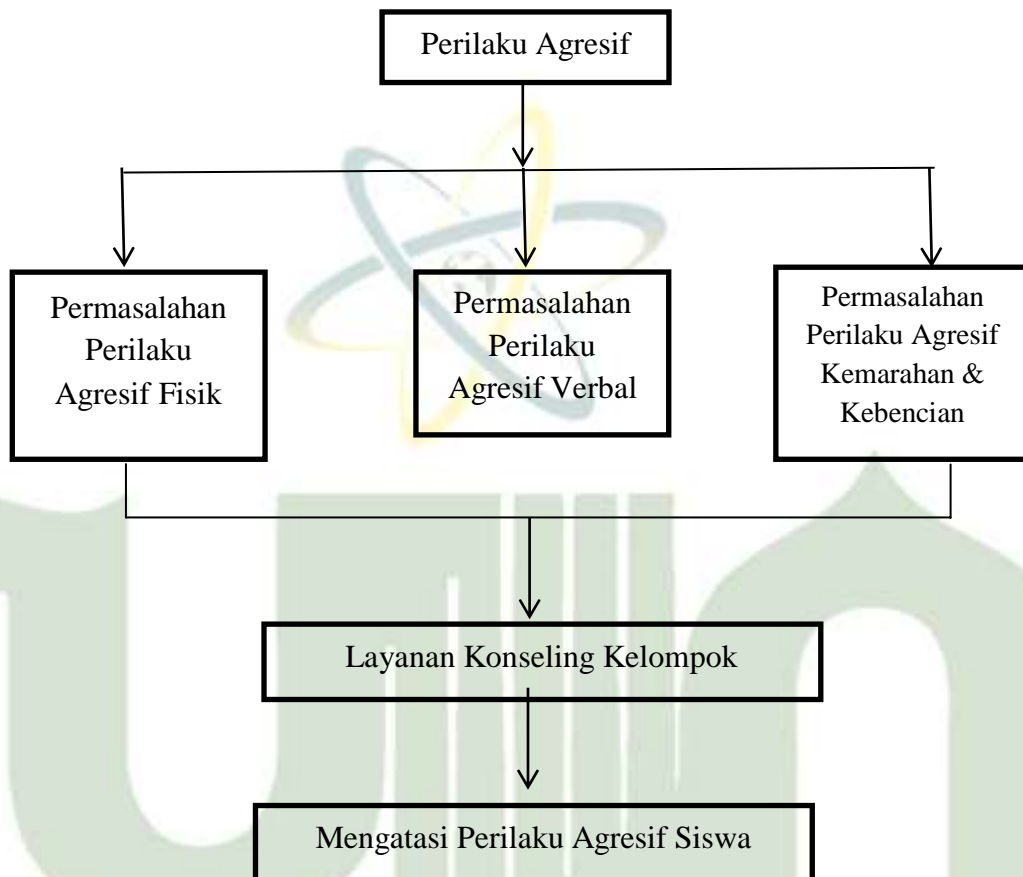 Perilaku Agresif
Permasalahan
Perilaku
Agresif Fisik
Permasalahan
Perilaku
Agresif Verbal
Permasalahan
Perilaku Agresif
Kemarahan &
Kebencian
Layanan Konseling Kelompok
Mengatasi Perilaku Agresif Siswa